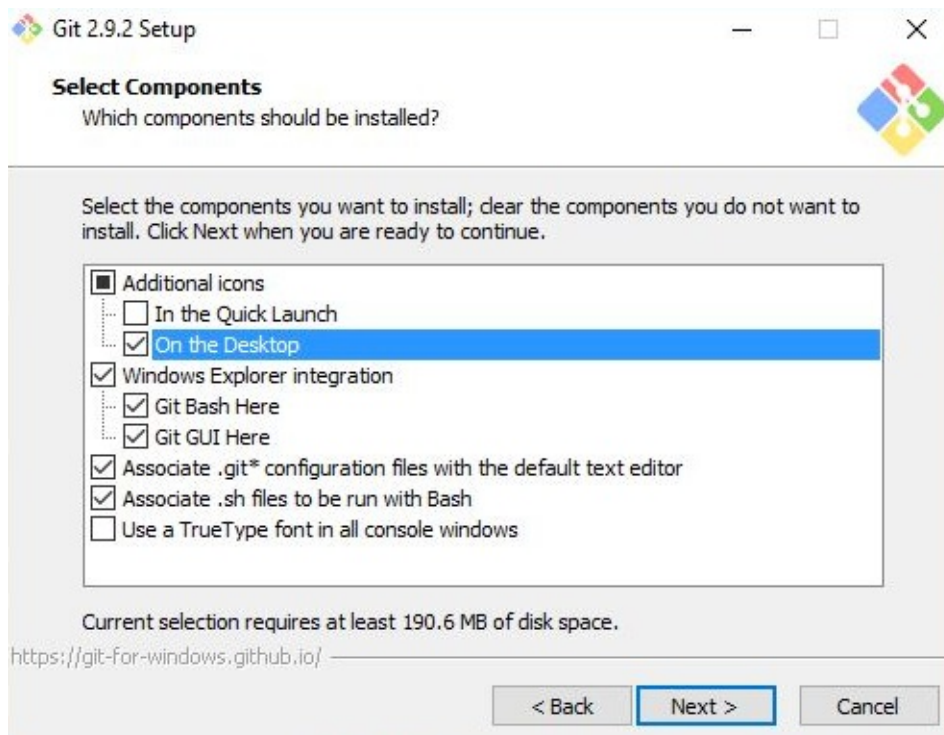 Git 2.9.2 Setup
Select Components
Which components should be installed?
Select the components you want to install; clear the components you do not want to
install. Click Next when you are ready to continue.
Additional icons
In the Quick Launch
On the Desktop
Windows Explorer integration
Git Bash Here
Git GUI Here
Associate .git* configuration files with the default text editor
Associate .sh files to be run with Bash
Use a TrueType font in all console windows
Current selection requires at least 190.6 MB of disk space.
https://git-for-windows.github.io/
< Back Next > Cancel